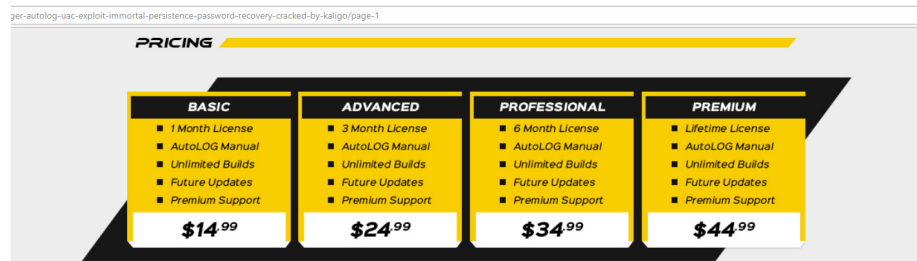 ger-autolog-uac-exploit-immortal-persistence-password-recovery-cracked-by-kaligo/page-1
PRICING
BASIC
1 Month License
AutoLOG Manual
Unlimited Builds
Future Updates
Premium Support
$14.99
ADVANCED
3 Month License
AutoLOG Manual
Unlimited Builds
Future Updates
Premium Support
$24.99
PROFESSIONAL
6 Month License
AutoLOG Manual
Unlimited Builds
Future Updates
Premium Support
$34.99
PREMIUM
Lifetime License
AutoLOG Manual
Unlimited Builds
Future Updates
Premium Support
$44.99